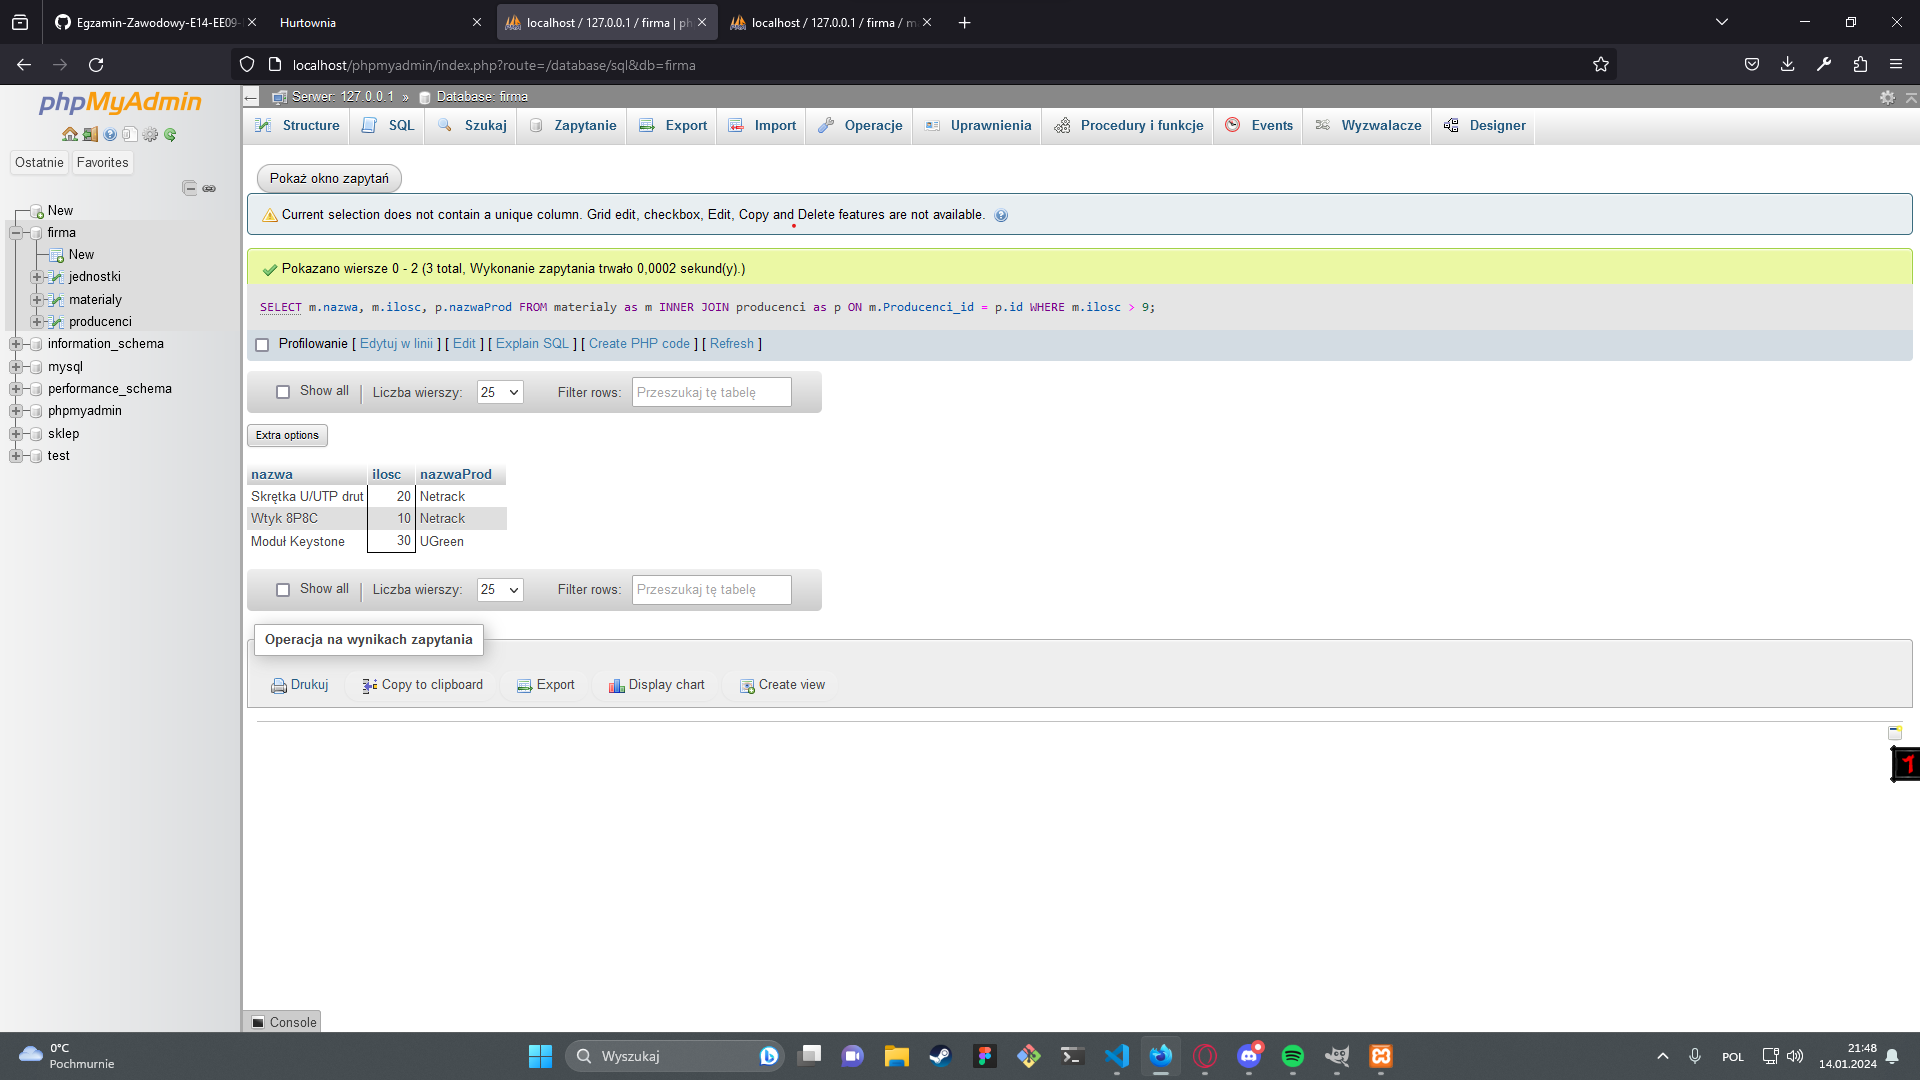 Egzamin-Zawodowy-E14-EE09-
Hurtownia
localhost / 127.0.0.1 / firma | ph
localhost / 127.0.0.1 / firma / m
localhost/phpmyadmin/index.php?route=/database/sql&db=firma
phpMyAdmin
Ostatnie
Favorites
New
firma
New
jednostki
materialy
producenci
information_schema
mysql
performance_schema
phpmyadmin
sklep
test
Serwer: 127.0.0.1 » Database: firma
Structure
SQL
Szukaj
Zapytanie
Export
Import
Operacje
Uprawnienia
Procedury i funkcje
Events
Wyzwalacze
Designer
Pokaż okno zapytań
Current selection does not contain a unique column. Grid edit, checkbox, Edit, Copy and Delete features are not available.
Pokazano wiersze 0 - 2 (3 total, Wykonanie zapytania trwało 0,0002 sekund(y).)
SELECT m.nazwa, m.ilosc, p.nazwaProd FROM materialy as m INNER JOIN producenci as p ON m.Producenci_id = p.id WHERE m.ilosc > 9;
Profilowanie [ Edytuj w linii ] [ Edit ] [ Explain SQL ] [ Create PHP code ] [ Refresh ]
Show all | Liczba wierszy: 25 Filter rows: Przeszukaj tę tabelę
Extra options
nazwa ilosc nazwaProd
Skrętka U/UTP drut 20 Netrack
Wtyk 8P8C 10 Netrack
Moduł Keystone 30 UGreen
Show all | Liczba wierszy: 25 Filter rows: Przeszukaj tę tabelę
Operacja na wynikach zapytania
Drukuj
Copy to clipboard
Export
Display chart
Create view
Console
0°C
Pochmurnie
Wyszukaj
POL
21:48
14.01.2024